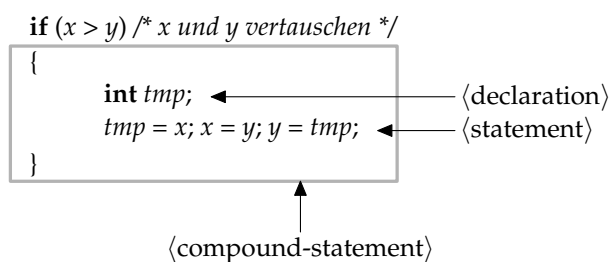 if (x > y) /* x und y vertauschen */
{
int tmp; ⟨declaration⟩
tmp = x; x = y; y = tmp; ⟨statement⟩
}
⟨compound-statement⟩